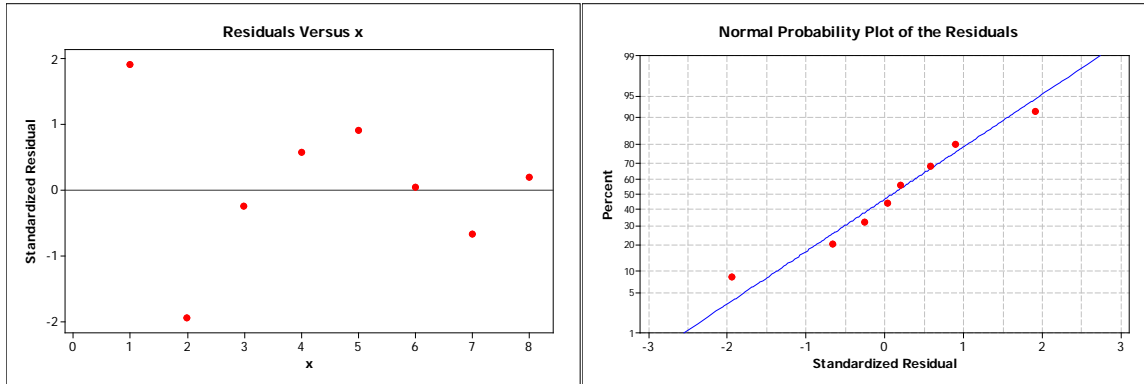 Residuals Versus x
Standardized Residual
2
1
0
-1
-2
0 1 2 3 4 5 6 7 8
x
Normal Probability Plot of the Residuals
Percent
99
95
90
80
70
60
50
40
30
20
10
5
1
-3 -2 -1 0 1 2 3
Standardized Residual